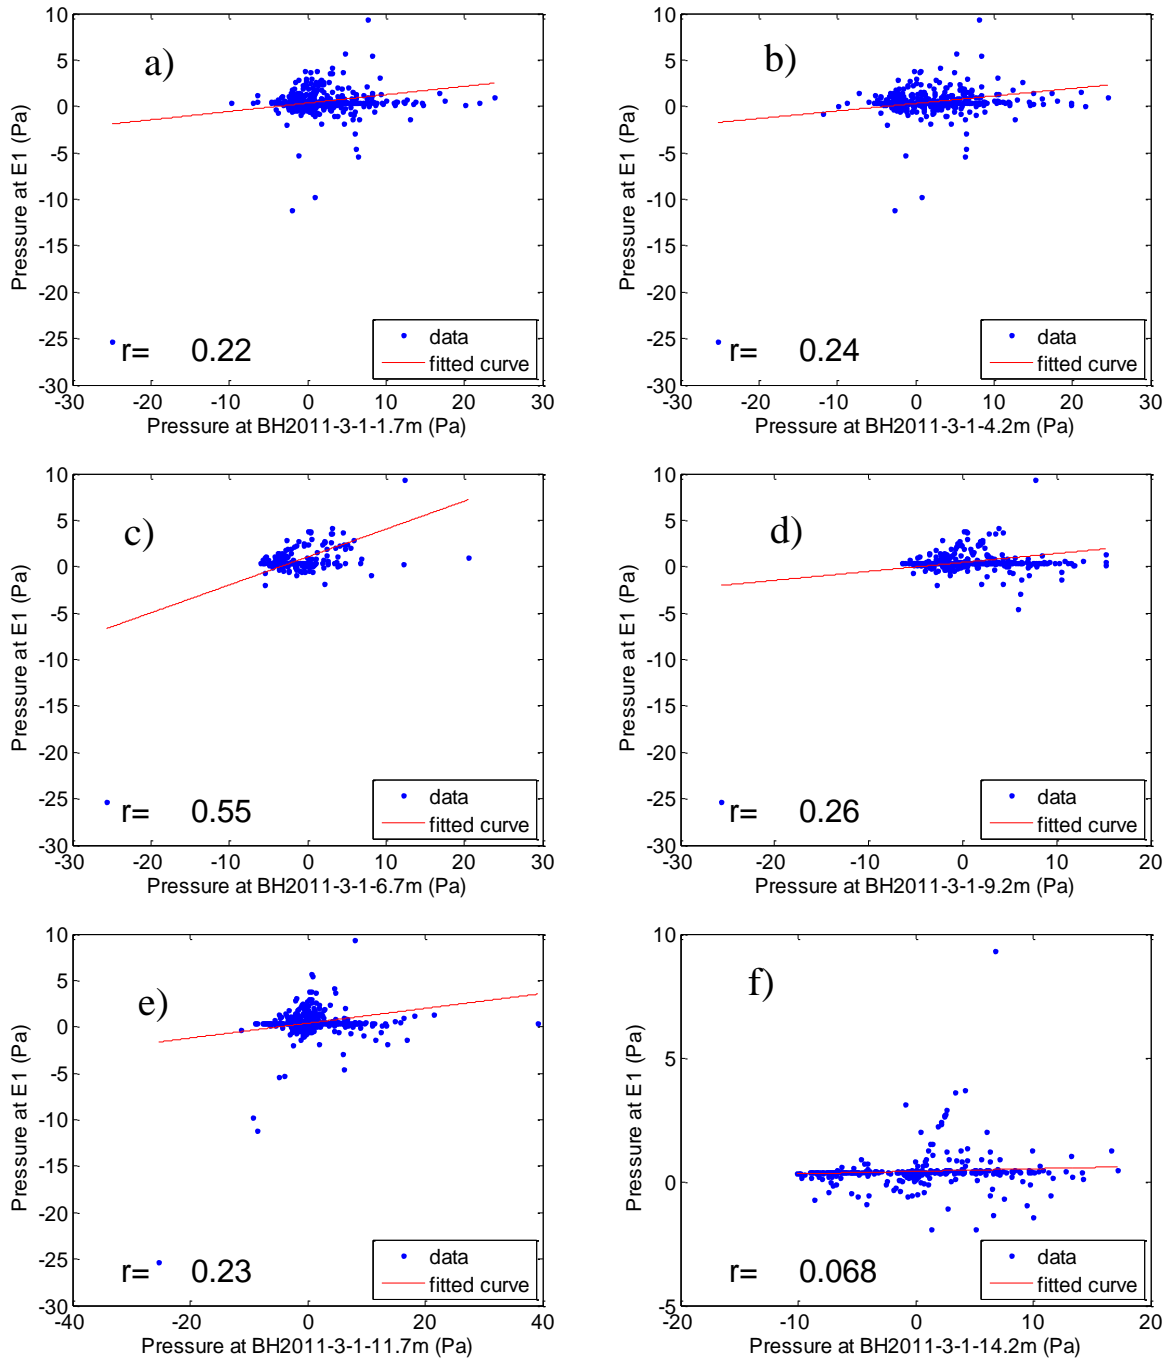 a)
10
5
0
-5
-10
-15
-20
-25
-30
Pressure at E1 (Pa)
r= 0.22
data
fitted curve
-30 -20 -10 0 10 20 30
Pressure at BH2011-3-1-1.7m (Pa)
b)
10
5
0
-5
-10
-15
-20
-25
-30
Pressure at E1 (Pa)
r= 0.24
data
fitted curve
-30 -20 -10 0 10 20 30
Pressure at BH2011-3-1-4.2m (Pa)
c)
10
5
0
-5
-10
-15
-20
-25
-30
Pressure at E1 (Pa)
r= 0.55
data
fitted curve
-30 -20 -10 0 10 20 30
Pressure at BH2011-3-1-6.7m (Pa)
d)
10
5
0
-5
-10
-15
-20
-25
-30
Pressure at E1 (Pa)
r= 0.26
data
fitted curve
-30 -20 -10 0 10 20
Pressure at BH2011-3-1-9.2m (Pa)
e)
10
5
0
-5
-10
-15
-20
-25
-30
Pressure at E1 (Pa)
r= 0.23
data
fitted curve
-40 -20 0 20 40
Pressure at BH2011-3-1-11.7m (Pa)
f)
10
5
0
-5
Pressure at E1 (Pa)
r= 0.068
data
fitted curve
-20 -10 0 10 20
Pressure at BH2011-3-1-14.2m (Pa)